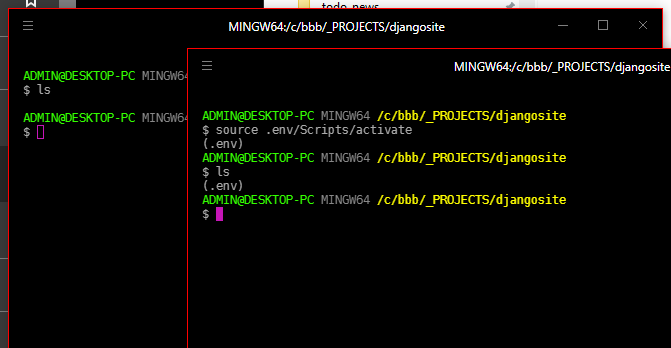 todo_news
MINGW64:/c/bbb/_PROJECTS/djangosite
ADMIN@DESKTOP-PC MINGW64
$ ls
ADMIN@DESKTOP-PC MINGW64
$
MINGW64:/c/bbb/_PROJECTS/djangosite
ADMIN@DESKTOP-PC MINGW64 /c/bbb/_PROJECTS/djangosite
$ source .env/Scripts/activate
(.env)
ADMIN@DESKTOP-PC MINGW64 /c/bbb/_PROJECTS/djangosite
$ ls
(.env)
ADMIN@DESKTOP-PC MINGW64 /c/bbb/_PROJECTS/djangosite
$